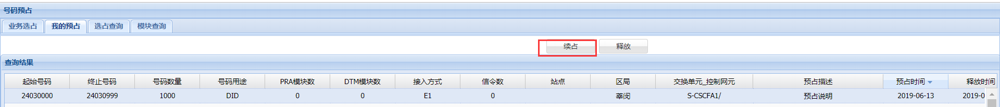 号码预占
业务选占 我的预占 选占查询 模块查询
续占 释放
查询结果
起始号码 终止号码 号码数量 号码用途 PRA模块数 DTM模块数 接入方式 信令数 站点 区局 交换单元_控制网元 预占描述 预占时间 释放时间
24030000 24030999 1000 DID 0 0 E1 0 莘闵 S-CSCFA1/ 预占说明 2019-06-13 2019-0